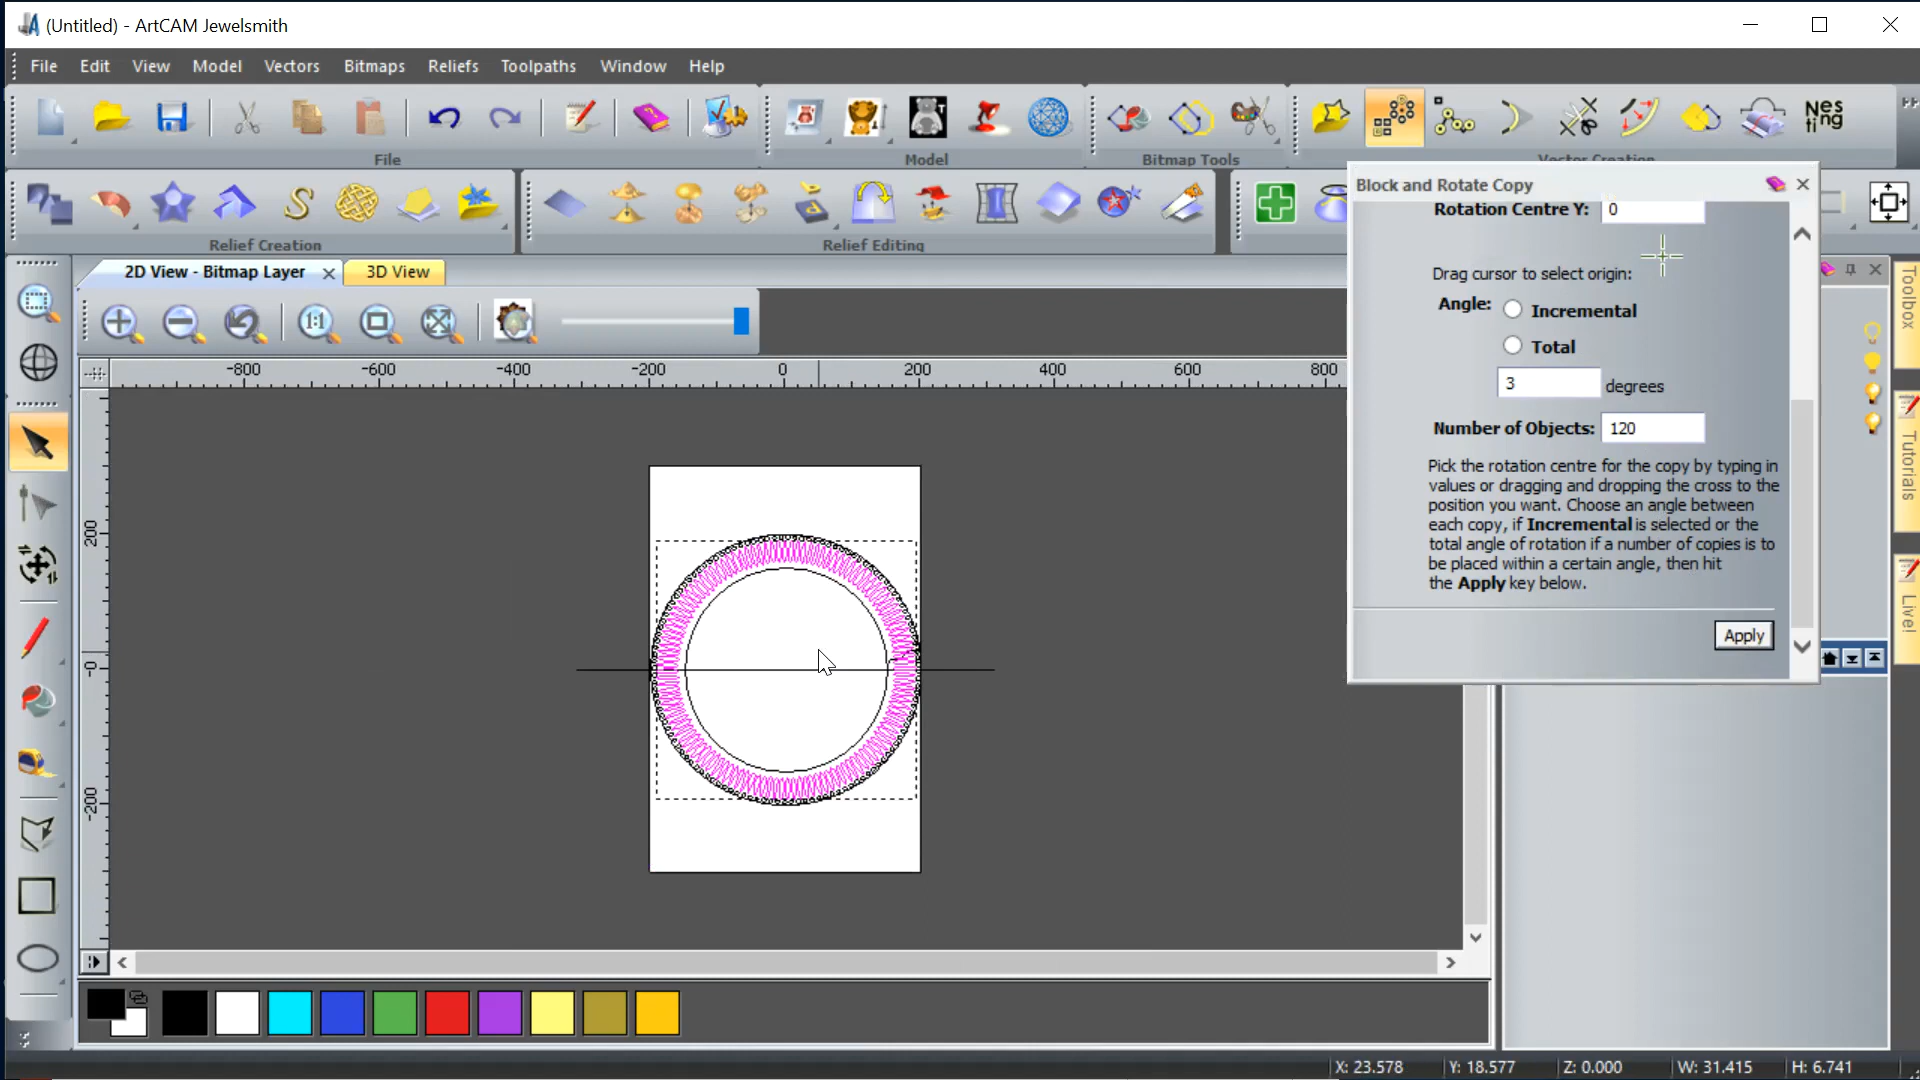 (Untitled) - ArtCAM Jewelsmith
File Edit View Model Vectors Bitmaps Reliefs Toolpaths Window Help
Nes
ting
File Model Bitmap Tools Vector Creation
Block and Rotate Copy
Rotation Centre Y: 0
Relief Creation Relief Editing
2D View - Bitmap Layer 3D View
Drag cursor to select origin:
Angle: Incremental
Total
3 degrees
Number of Objects: 120
Pick the rotation centre for the copy by typing in
values or dragging and dropping the cross to the
position you want. Choose an angle between
each copy, if Incremental is selected or the
total angle of rotation if a number of copies is to
be placed within a certain angle, then hit
the Apply key below.
Apply
Toolbox
Tutorials
Live!
1:1
-800 -600 -400 -200 0 200 400 600 800
200
-0
-200
X: 23.578 Y: 18.577 Z: 0.000 W: 31.415 H: 6.741